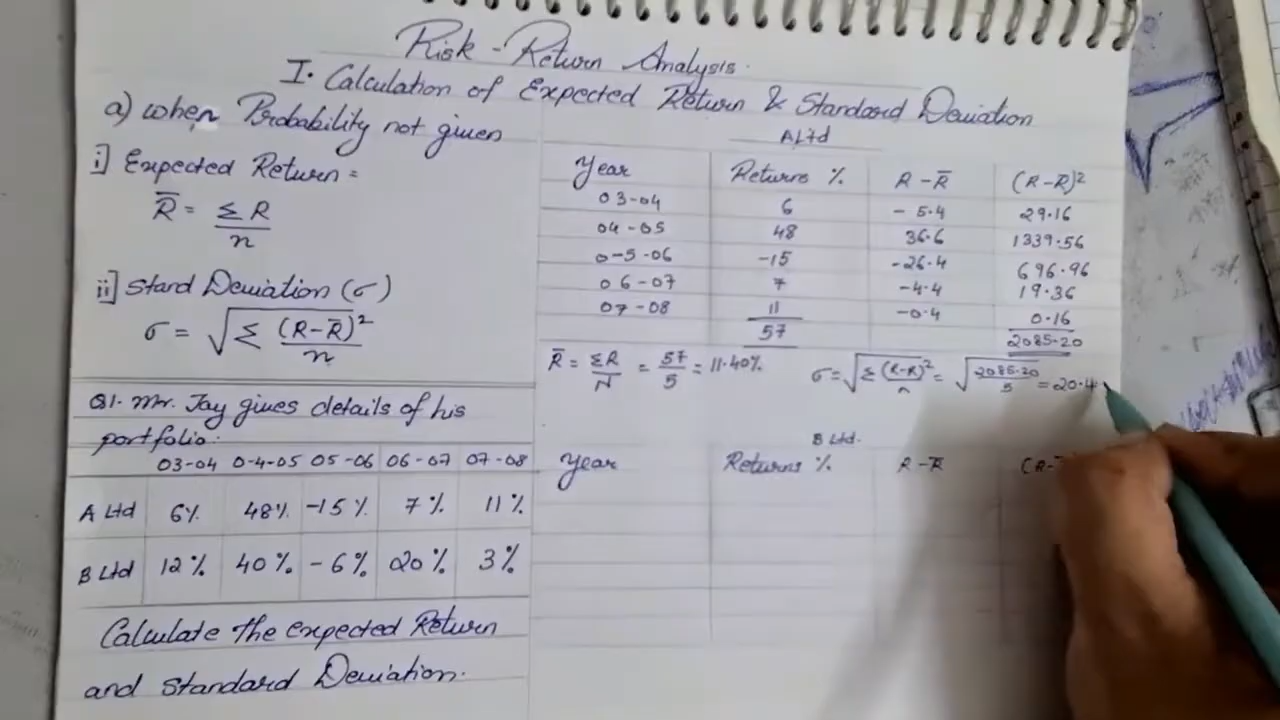 Risk - Return Analysis.
I. Calculation of Expected Return & Standard Deviation
a) when Probability not given
i] Expected Return =
R̅ = ΣR / n
ii] Stard Deviation (σ)
σ = √Σ (R-R̅)² / n
Q1. Mr. Jay gives details of his
portfolio.
03-04 0-4-05 05-06 06-07 07-08
A Ltd 6% 48% -15% 7% 11%
B Ltd 12% 40% -6% 20% 3%
Calculate the expected Return
and Standard Deviation.
A Ltd
Year Returns % R-R̅ (R-R̅)²
03-04 6 -5.4 29.16
04-05 48 36.6 1339.56
0-5-06 -15 -26.4 696.96
06-07 7 -4.4 19.36
07-08 11 -0.4 0.16
57 2085.20
R̅ = ΣR / N = 57 / 5 = 11.40% σ = √Σ (R-R)² / n = √2085.20 / 5 = 20.4
B Ltd.
Year Returns % R-R̅ (R-